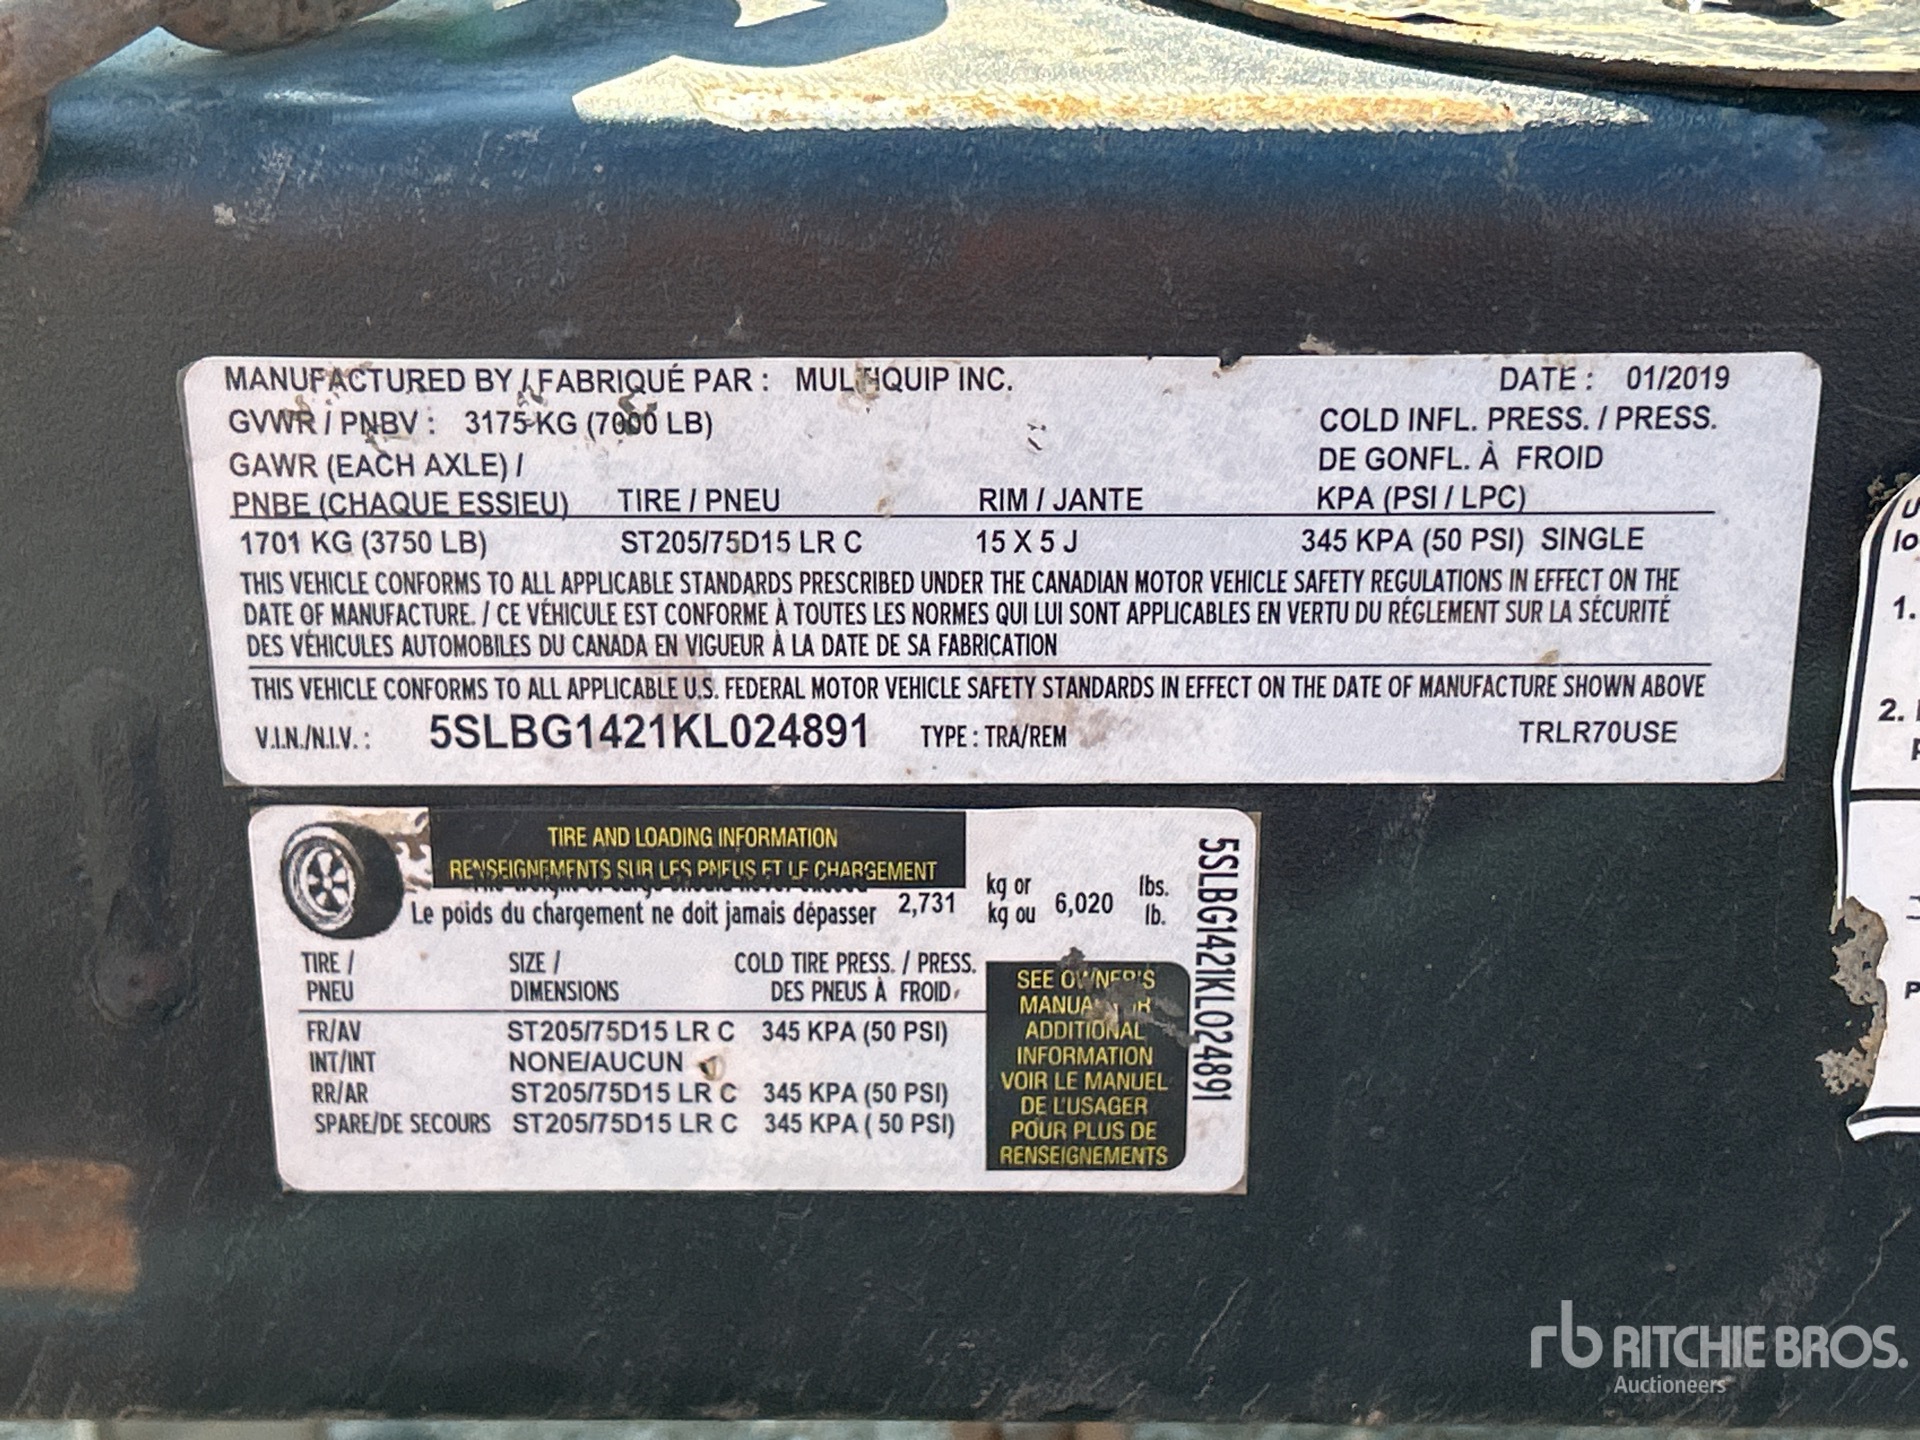 MANUFACTURED BY / FABRIQUÉ PAR : MULTIQUIP INC. DATE : 01/2019
GVWR / PNBV : 3175 KG (7000 LB) COLD INFL. PRESS. / PRESS.
GAWR (EACH AXLE) / DE GONFL. À FROID
PNBE (CHAQUE ESSIEU) TIRE / PNEU RIM / JANTE KPA (PSI / LPC)
1701 KG (3750 LB) ST205/75D15 LR C 15 X 5 J 345 KPA (50 PSI) SINGLE
THIS VEHICLE CONFORMS TO ALL APPLICABLE STANDARDS PRESCRIBED UNDER THE CANADIAN MOTOR VEHICLE SAFETY REGULATIONS IN EFFECT ON THE
DATE OF MANUFACTURE. / CE VÉHICULE EST CONFORME À TOUTES LES NORMES QUI LUI SONT APPLICABLES EN VERTU DU RÉGLEMENT SUR LA SÉCURITÉ
DES VÉHICULES AUTOMOBILES DU CANADA EN VIGUEUR À LA DATE DE SA FABRICATION
THIS VEHICLE CONFORMS TO ALL APPLICABLE U.S. FEDERAL MOTOR VEHICLE SAFETY STANDARDS IN EFFECT ON THE DATE OF MANUFACTURE SHOWN ABOVE
V.I.N./N.I.V. : 5SLBG1421KL024891 TYPE : TRA/REM TRLR70USE
TIRE AND LOADING INFORMATION
RENSEIGNEMENTS SUR LES PNEUS ET LE CHARGEMENT
kg or lbs.
Le poids du chargement ne doit jamais dépasser 2,731 kg ou 6,020 lb.
TIRE / SIZE / COLD TIRE PRESS. / PRESS.
PNEU DIMENSIONS DES PNEUS À FROID
FR/AV ST205/75D15 LR C 345 KPA (50 PSI)
INT/INT NONE/AUCUN
RR/AR ST205/75D15 LR C 345 KPA (50 PSI)
SPARE/DE SECOURS ST205/75D15 LR C 345 KPA ( 50 PSI)
SEE OWNER'S
MANUAL FOR
ADDITIONAL
INFORMATION
VOIR LE MANUEL
DE L'USAGER
POUR PLUS DE
RENSEIGNEMENTS
5SLBG1421KL024891
1.
2.
rb RITCHIE BROS.
Auctioneers